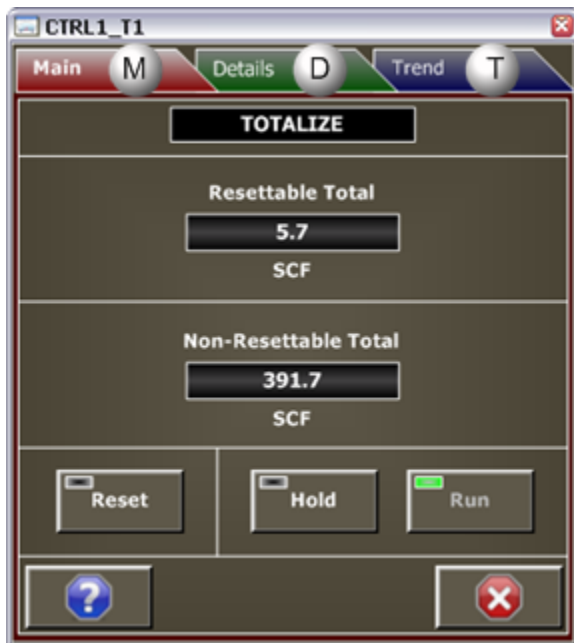 CTRL1_T1
Main M Details D Trend T
TOTALIZE
Resettable Total
5.7
SCF
Non-Resettable Total
391.7
SCF
Reset Hold Run
?